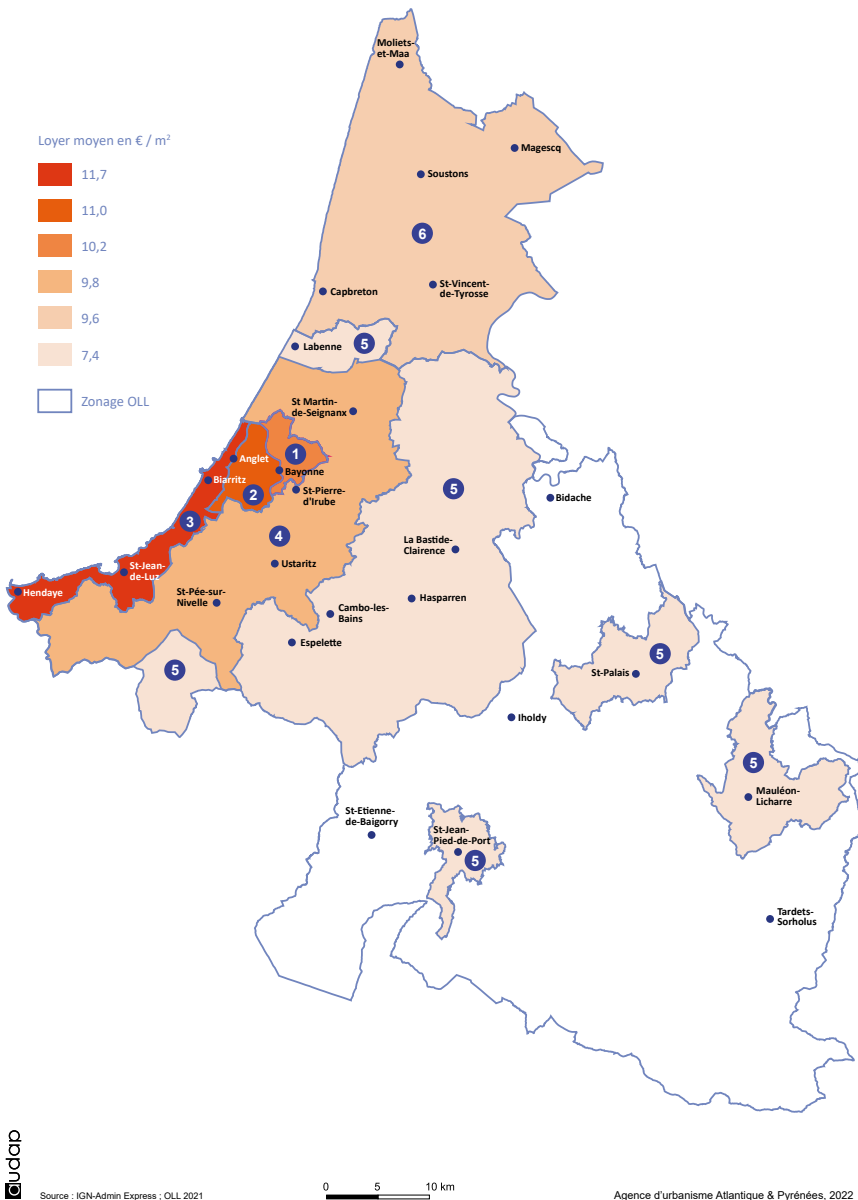 Moliets-
et-Maa
Loyer moyen en € / m²
11,7
11,0
10,2
9,8
9,6
7,4
Zonage OLL
Magescq
Soustons
6
St-Vincent-
de-Tyrosse
Capbreton
Labenne
5
St Martin-
de-Seignanx
1
Anglet
Bayonne
Biarritz
2
St-Pierre-
d'Irube
3
5
Bidache
4
La Bastide-
Clairence
St-Jean-
de-Luz
Ustaritz
Hendaye
St-Pée-sur-
Nivelle
Hasparren
Cambo-les-
Bains
Espelette
5
5
St-Palais
Iholdy
5
Mauléon-
Licharre
St-Etienne-
de-Baigorry
St-Jean-
Pied-de-Port
5
Tardets-
Sorholus
audap
Source : IGN-Admin Express ; OLL 2021
0 5 10 km
Agence d'urbanisme Atlantique & Pyrénées, 2022